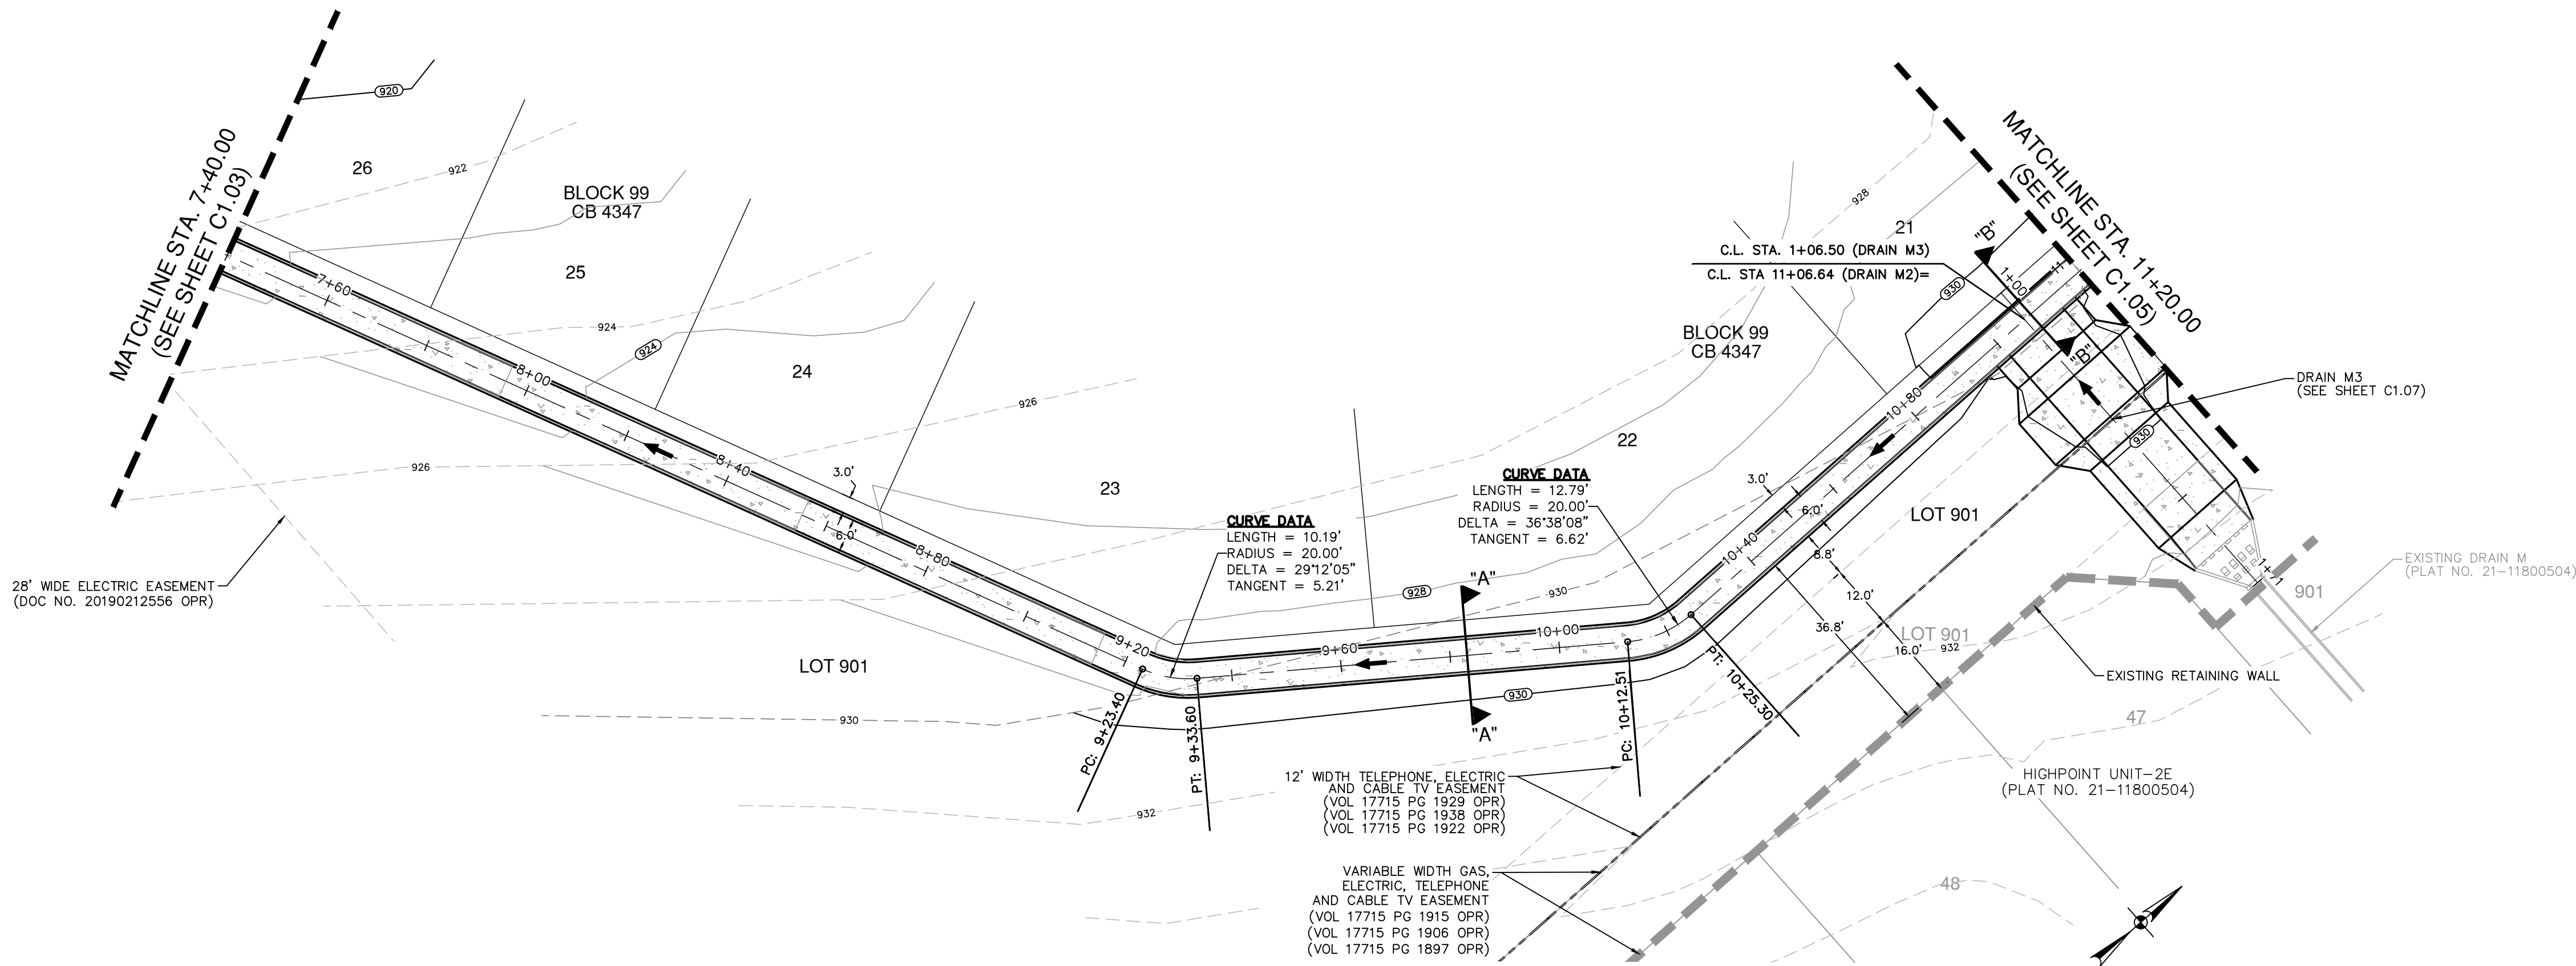 MATCHLINE STA. 7+40.00
(SEE SHEET C1.03)
920
26
922
BLOCK 99
CB 4347
25
7+60
924
924
8+00
24
926
926
8+40
3.0'
6.0'
23
8+80
28' WIDE ELECTRIC EASEMENT
(DOC NO. 20190212556 OPR)
CURVE DATA
LENGTH = 10.19'
RADIUS = 20.00'
DELTA = 29°12'05"
TANGENT = 5.21'
9+20
LOT 901
930
PC: 9+23.40
PT: 9+33.60
932
9+60
928
"A"
"A"
930
930
10+00
CURVE DATA
LENGTH = 12.79'
RADIUS = 20.00'
DELTA = 36°38'08"
TANGENT = 6.62'
22
PC: 10+12.51
PT: 10+25.30
12' WIDTH TELEPHONE, ELECTRIC
AND CABLE TV EASEMENT
(VOL 17715 PG 1929 OPR)
(VOL 17715 PG 1938 OPR)
(VOL 17715 PG 1922 OPR)
VARIABLE WIDTH GAS,
ELECTRIC, TELEPHONE
AND CABLE TV EASEMENT
(VOL 17715 PG 1915 OPR)
(VOL 17715 PG 1906 OPR)
(VOL 17715 PG 1897 OPR)
BLOCK 99
CB 4347
928
21
C.L. STA. 1+06.50 (DRAIN M3)
C.L. STA 11+06.64 (DRAIN M2)=
930
"B"
1+00
11
"B"
MATCHLINE STA. 11+20.00
(SEE SHEET C1.05)
10+80
10+40
3.0'
6.0'
8.8'
12.0'
36.8'
16.0'
LOT 901
930
DRAIN M3
(SEE SHEET C1.07)
1+71
EXISTING DRAIN M
(PLAT NO. 21-11800504)
901
LOT 901
932
EXISTING RETAINING WALL
47
HIGHPOINT UNIT-2E
(PLAT NO. 21-11800504)
48